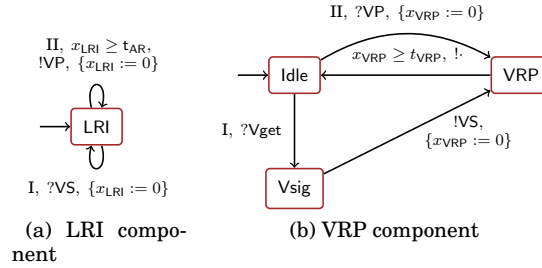 II, x_LRI ≥ t_AR,
!VP, {x_LRI := 0}
LRI
I, ?VS, {x_LRI := 0}
(a) LRI compo-
nent
II, ?VP, {x_VRP := 0}
x_VRP ≥ t_VRP, !·
Idle
VRP
I, ?Vget
!VS,
{x_VRP := 0}
Vsig
(b) VRP component